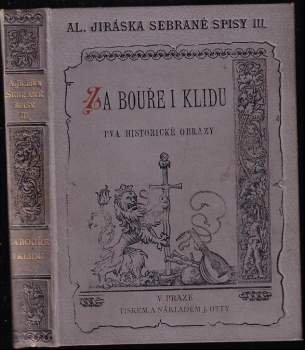 AL. JIRÁSKA SEBRANÉ SPISY III.
ZA BOUŘE I KLIDU
DVA HISTORICKÉ OBRAZY
V PRAZE
TISKEM A NÁKLADEM J. OTTY
A. JIRÁSKA
SEBRANÉ
SPISY
III.
ZA BOUŘE
I KLIDU